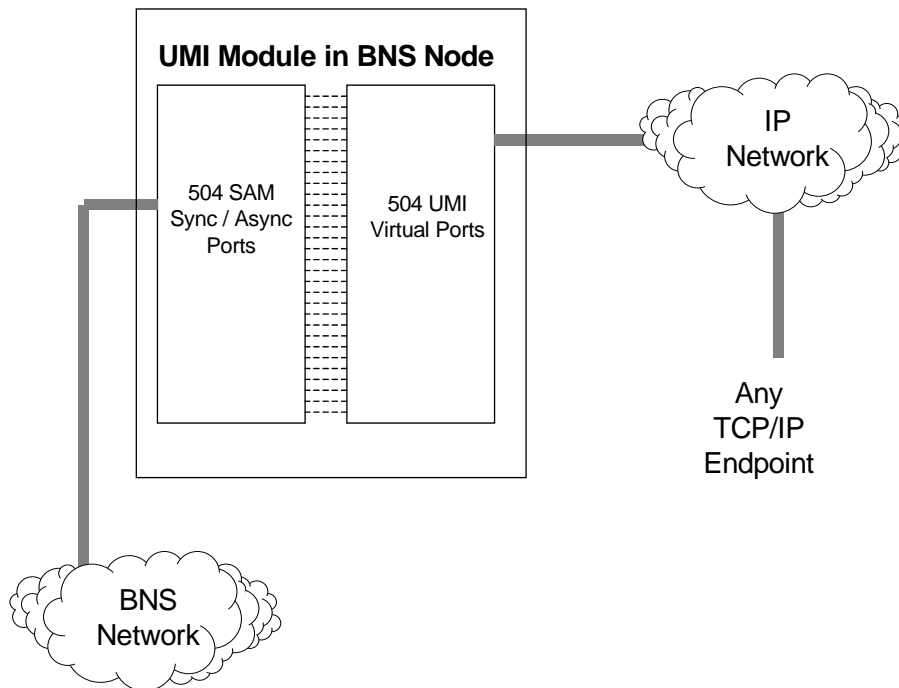 UMI Module in BNS Node
504 SAM
Sync / Async
Ports
504 UMI
Virtual Ports
IP
Network
Any
TCP/IP
Endpoint
BNS
Network